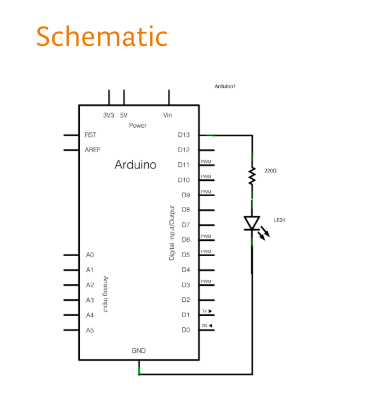 Schematic
Arduino1
3V3 5V Vin
Power
RST
AREF
Arduino
D13
D12
D11 PWM
D10 PWM
D9 PWM
D8
D7
D6 PWM
D5 PWM
D4
D3 PWM
D2
D1 TX
D0 RX
Digital Input/Output
A0
A1
A2
A3
A4
A5
Analog Input
GND
220Ω
LED1